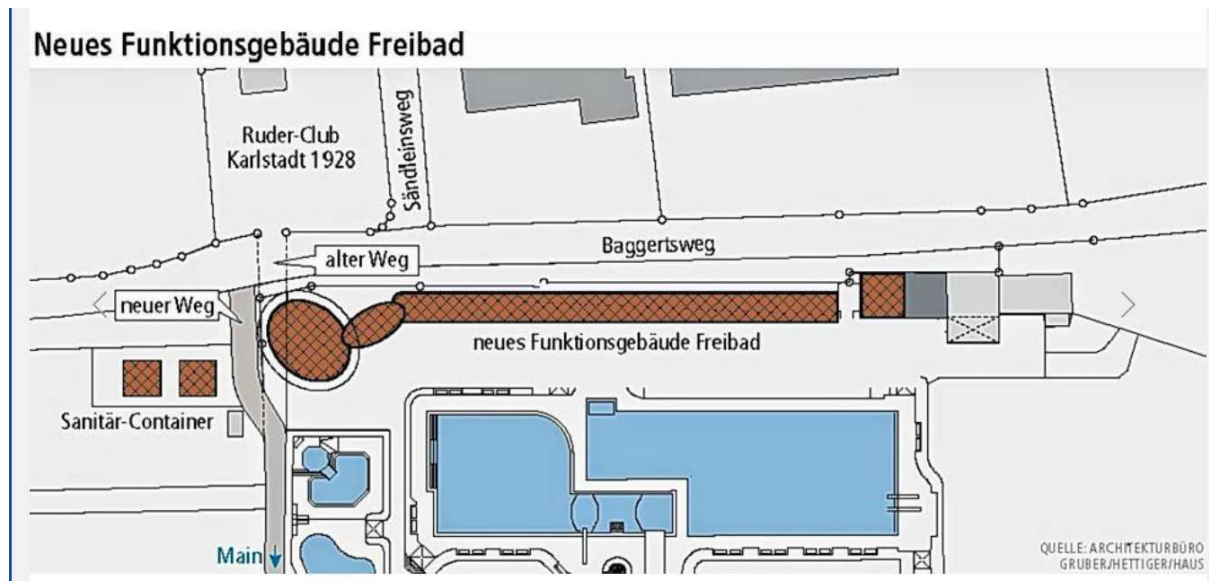 Neues Funktionsgebäude Freibad
Ruder-Club
Karlstadt 1928
Sändleinsweg
Baggertsweg
alter Weg
neuer Weg
neues Funktionsgebäude Freibad
Sanitär-Container
Main
QUELLE: ARCHITEKTURBÜRO
GRUBER/HETTIGER/HAUS